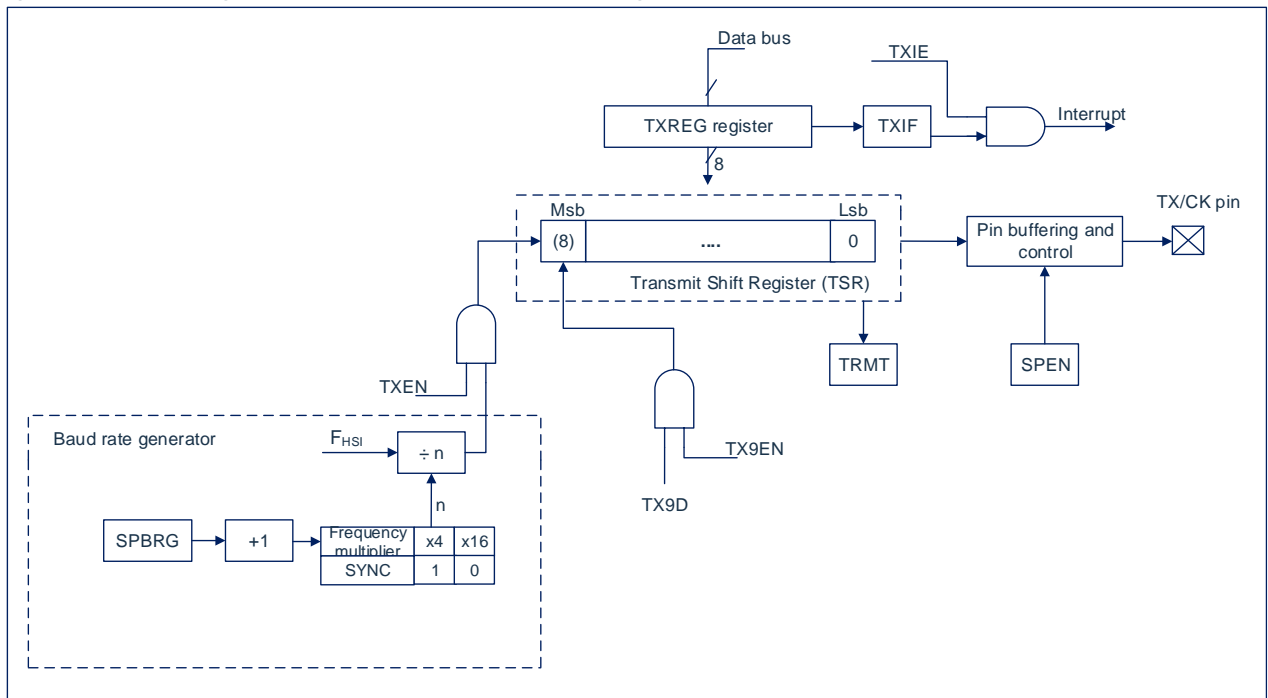 Data bus
TXIE
TXREG register
TXIF
Interrupt
8
Msb
Lsb
TX/CK pin
(8)
....
0
Pin buffering and
control
Transmit Shift Register (TSR)
TRMT
SPEN
TXEN
Baud rate generator
FHSI
÷ n
TX9EN
n
TX9D
SPBRG
+1
Frequency
multiplier
x4
x16
SYNC
1
0